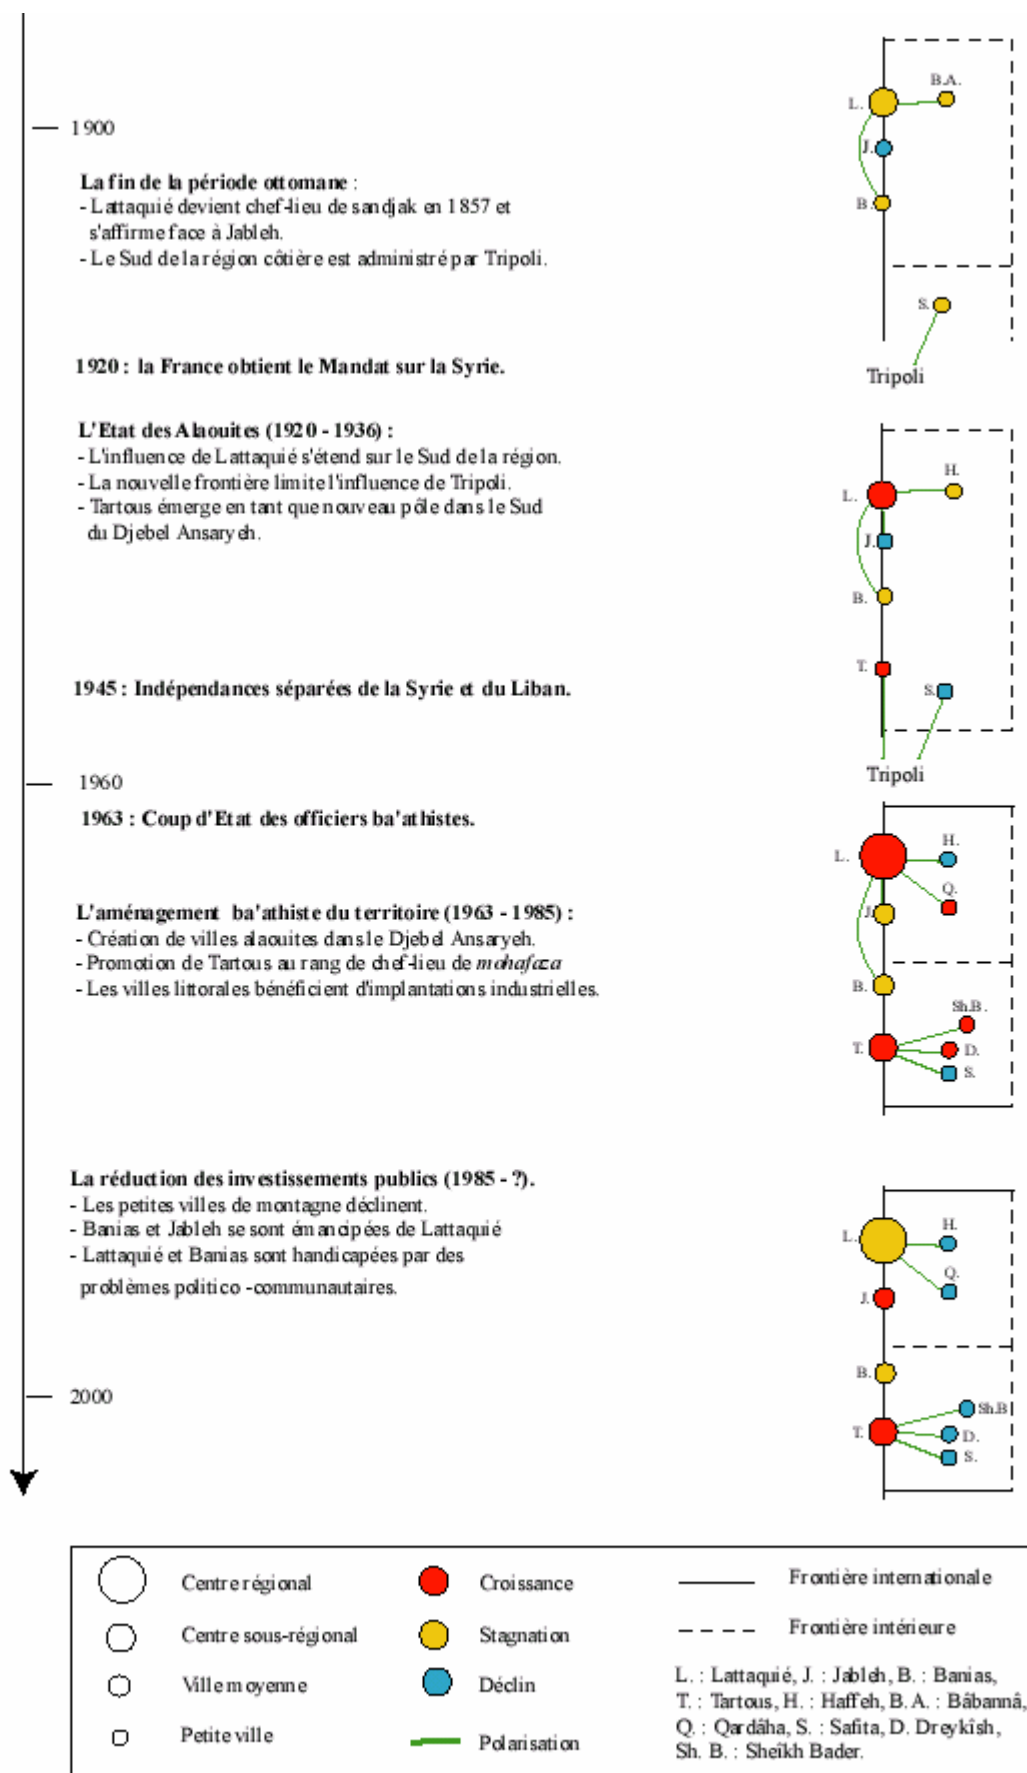 B.A.
L.
1900
J.
La fin de la période ottomane :
- Lattaquié devient chef-lieu de sandjak en 1857 et
s'affirme face à Jableh.
B.
- Le Sud de la région côtière est administré par Tripoli.
S.
1920 : la France obtient le Mandat sur la Syrie.
Tripoli
L'Etat des Alaouites (1920 - 1936) :
- L'influence de Lattaquié s'étend sur le Sud de la région.
H.
- La nouvelle frontière limite l'influence de Tripoli.
L.
- Tartous émerge en tant que nouveau pôle dans le Sud
du Djebel Ansaryeh.
J.
B.
T.
1945 : Indépendances séparées de la Syrie et du Liban.
S.
Tripoli
1960
1963 : Coup d'Etat des officiers ba'athistes.
H.
L.
Q.
L'aménagement ba'athiste du territoire (1963 - 1985) :
J.
- Création de villes alaouites dans le Djebel Ansaryeh.
- Promotion de Tartous au rang de chef-lieu de mohafaza
- Les villes littorales bénéficient d'implantations industrielles.
B.
Sh.B.
T.
D.
S.
La réduction des investissements publics (1985 - ?).
- Les petites villes de montagne déclinent.
- Banias et Jableh se sont émancipées de Lattaquié
- Lattaquié et Banias sont handicapées par des
problèmes politico -communautaires.
H.
L.
Q.
J.
B.
2000
Sh.B
T.
D.
S.
Centre régional
Croissance
Frontière internationale
Centre sous-régional
Stagnation
Frontière intérieure
Ville moyenne
Déclin
Petite ville
Polarisation
L. : Lattaquié, J. : Jableh, B. : Banias,
T. : Tartous, H. : Haffeh, B.A. : Bâbannâ,
Q. : Qardâha, S. : Safita, D. Dreykîsh,
Sh. B. : Sheîkh Bader.